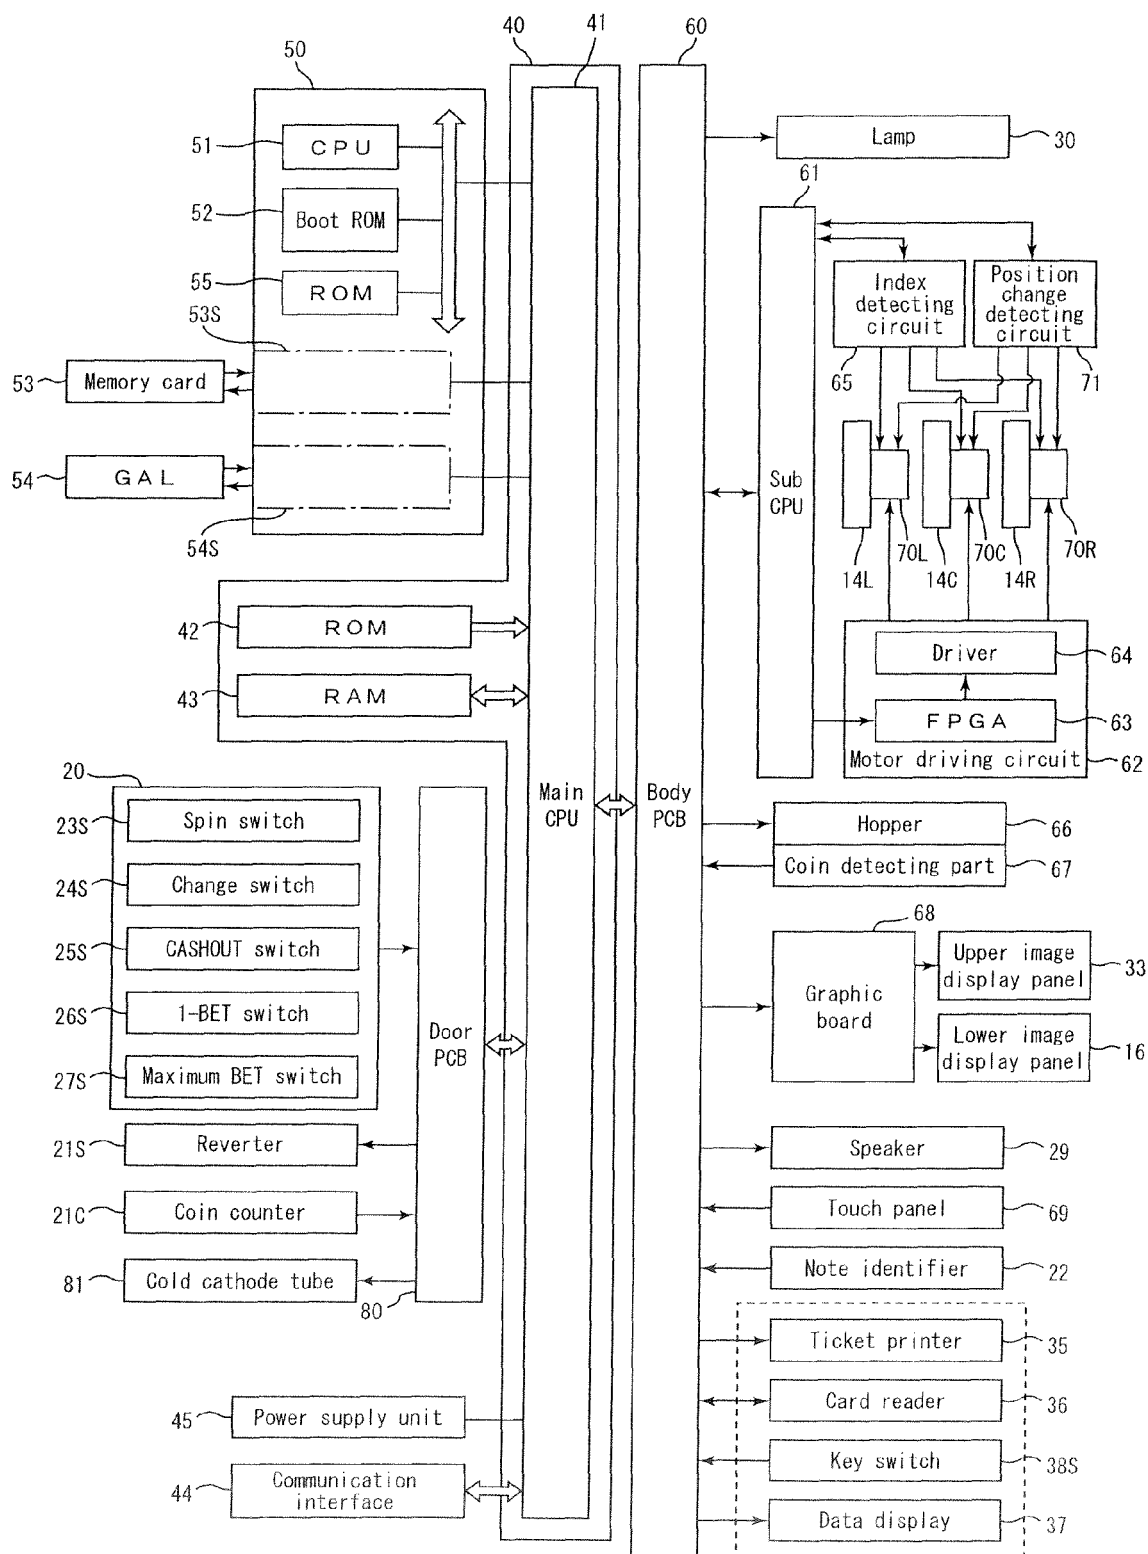 50
51
CPU
52
Boot ROM
55
ROM
53S
53
Memory card
54
GAL
54S
40
41
42
ROM
43
RAM
Main
CPU
20
23S
Spin switch
24S
Change switch
25S
CASHOUT switch
26S
1-BET switch
27S
Maximum BET switch
Door
PCB
21S
Reverter
21C
Coin counter
81
Cold cathode tube
80
45
Power supply unit
44
Communication
interface
60
Body
PCB
Lamp
30
61
Sub
CPU
Index
detecting
circuit
65
Position
change
detecting
circuit
71
14L
70L
14C
70C
14R
70R
Driver
64
FPGA
63
Motor driving circuit
62
Hopper
66
Coin detecting part
67
68
Graphic
board
Upper image
display panel
33
Lower image
display panel
16
Speaker
29
Touch panel
69
Note identifier
22
Ticket printer
35
Card reader
36
Key switch
38S
Data display
37